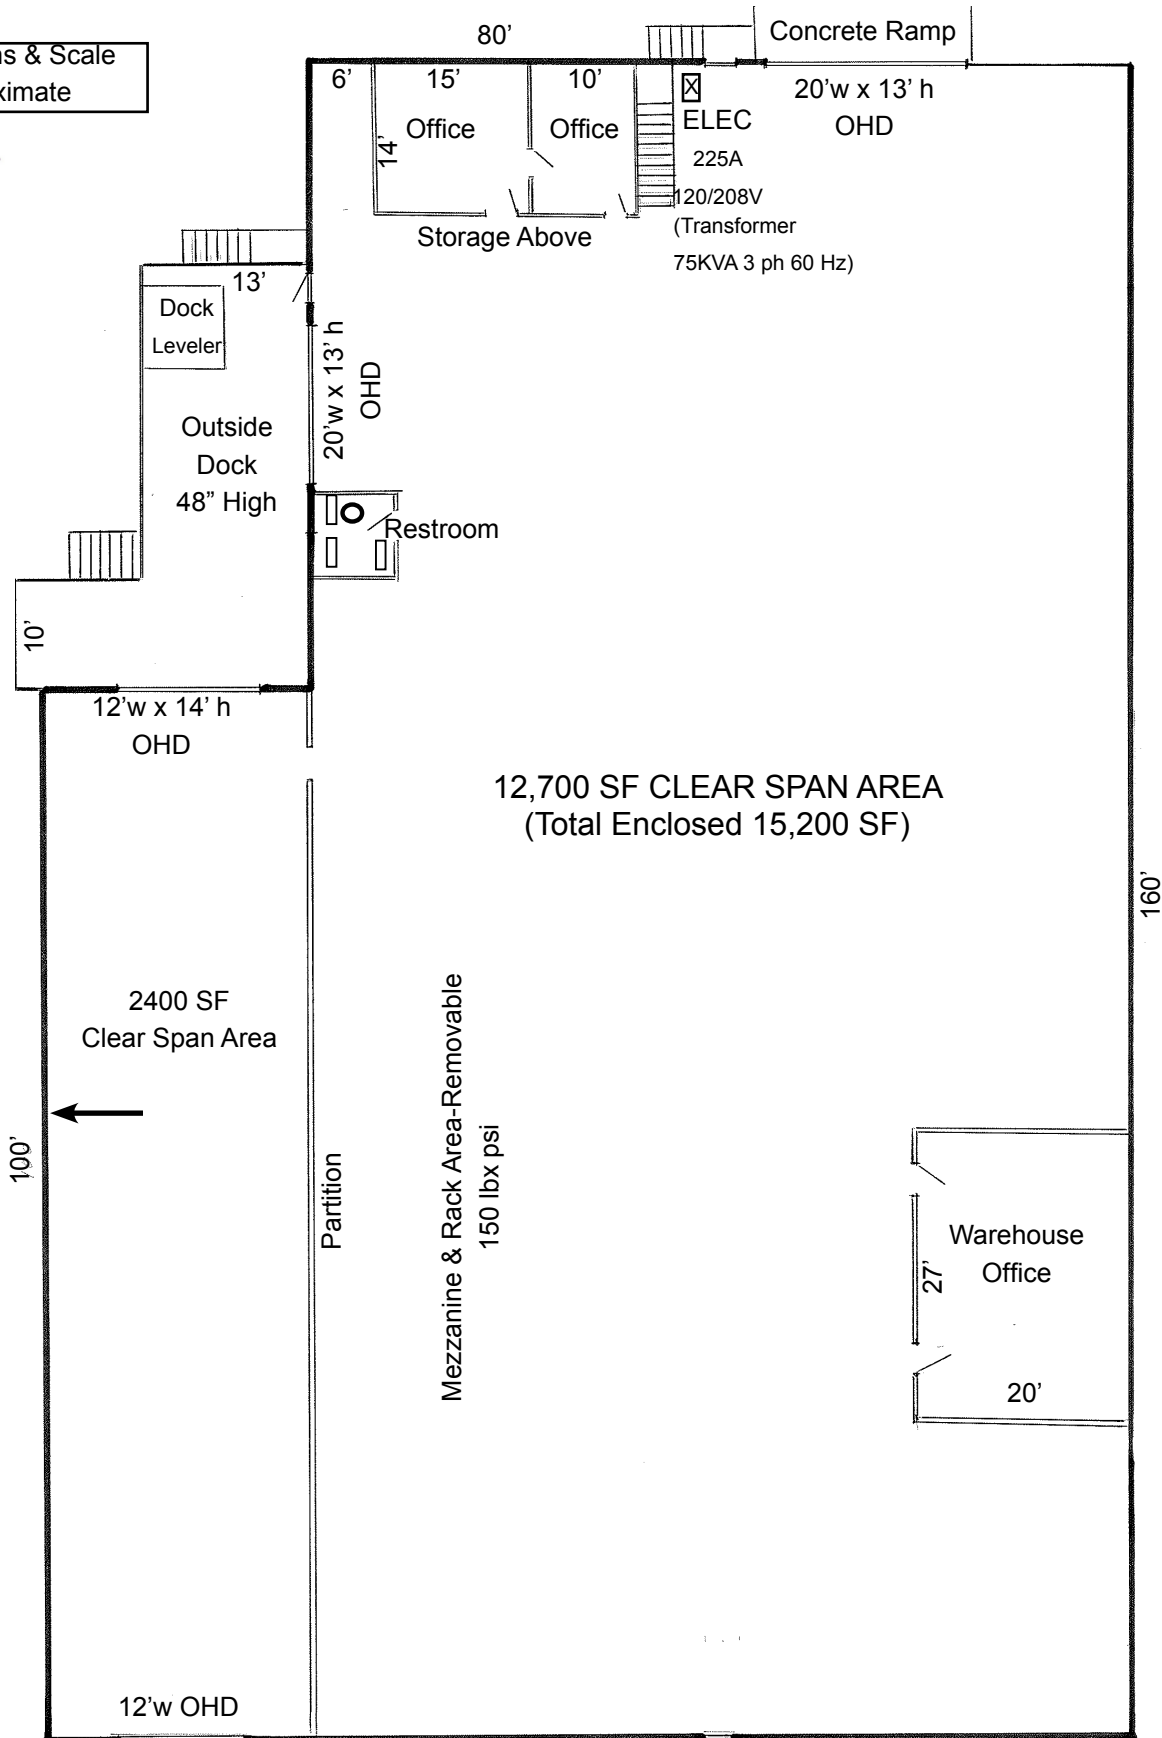 80’
Concrete Ramp
& Scale
6’
15’
10’
20’w x 13’ h
OHD
Office
Office
14’
ELEC
225A
120/208V
(Transformer
75KVA 3 ph 60 Hz)
Storage Above
13’
Dock
Leveler
20’w x 13’ h
OHD
Outside
Dock
48” High
Restroom
10’
12’w x 14’ h
OHD
12,700 SF CLEAR SPAN AREA
(Total Enclosed 15,200 SF)
160’
2400 SF
Clear Span Area
100’
Partition
Mezzanine & Rack Area-Removable
150 lbx psi
Warehouse
Office
27’
20’
12’w OHD